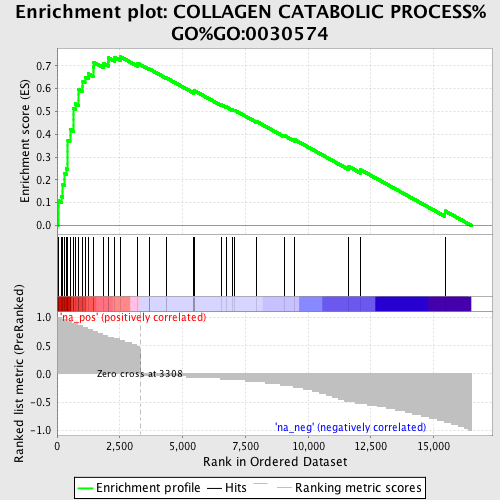 Enrichment plot: COLLAGEN CATABOLIC PROCESS%
GO%GO:0030574
Enrichment score (ES)
0.7
0.6
0.5
0.4
0.3
0.2
0.1
0.0
'na_pos' (positively correlated)
Zero cross at 3308
'na_neg' (negatively correlated)
Ranked list metric (PreRanked)
1.0
0.5
0.0
-0.5
-1.0
0 2,500 5,000 7,500 10,000 12,500 15,000
Rank in Ordered Dataset
Enrichment profile Hits Ranking metric scores